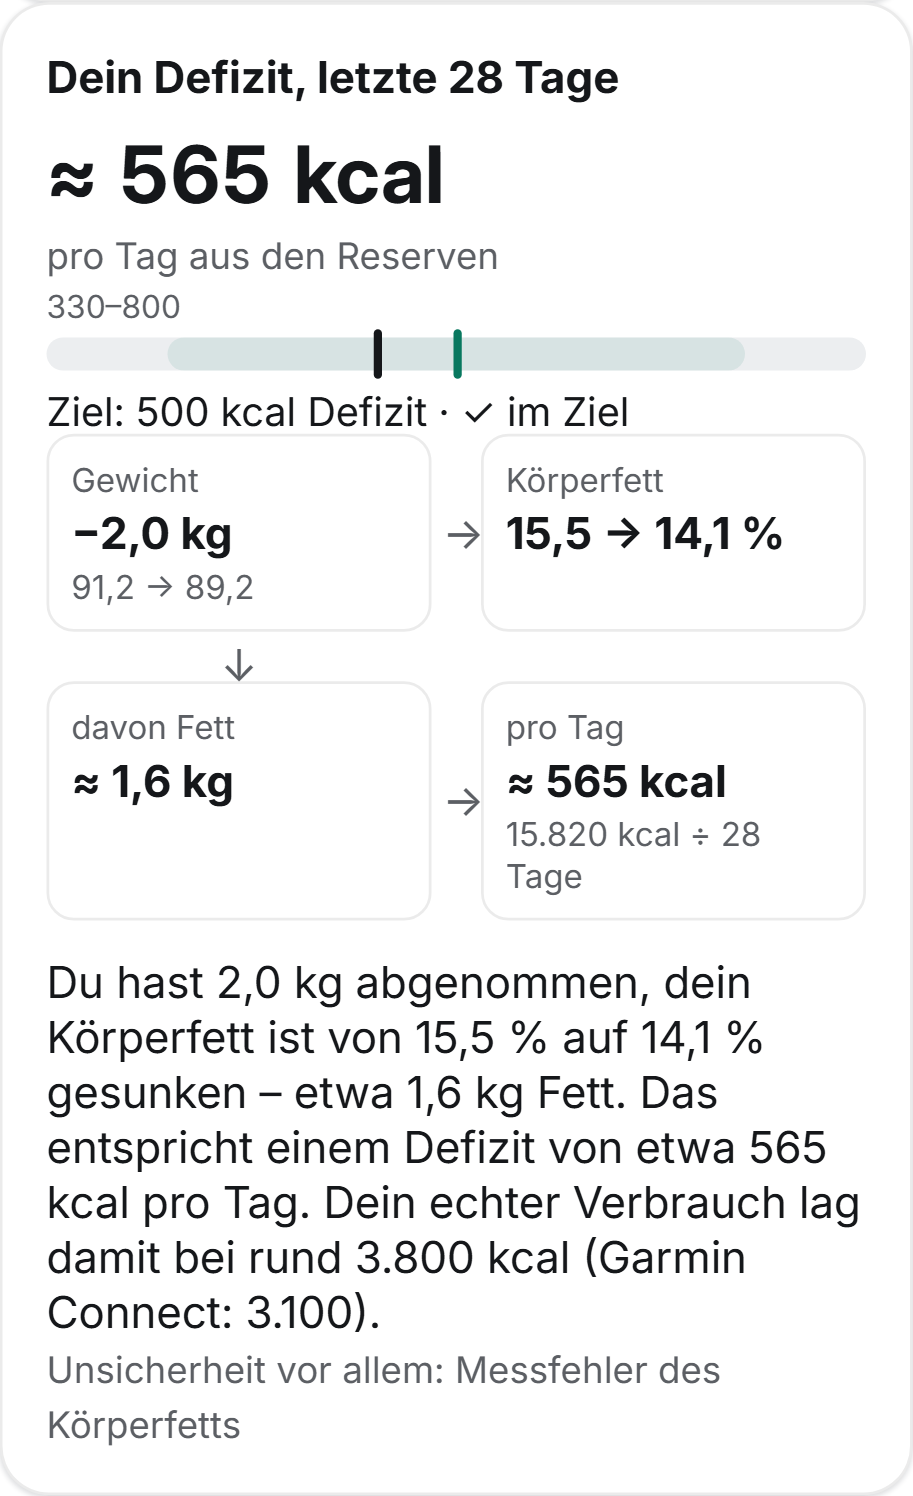 Dein Defizit, letzte 28 Tage
≈ 565 kcal
pro Tag aus den Reserven
330–800
Ziel: 500 kcal Defizit · ✓ im Ziel
Gewicht
−2,0 kg
91,2 → 89,2
→
Körperfett
15,5 → 14,1 %
↓
davon Fett
≈ 1,6 kg
→
pro Tag
≈ 565 kcal
15.820 kcal ÷ 28
Tage
Du hast 2,0 kg abgenommen, dein
Körperfett ist von 15,5 % auf 14,1 %
gesunken – etwa 1,6 kg Fett. Das
entspricht einem Defizit von etwa 565
kcal pro Tag. Dein echter Verbrauch lag
damit bei rund 3.800 kcal (Garmin
Connect: 3.100).
Unsicherheit vor allem: Messfehler des
Körperfetts